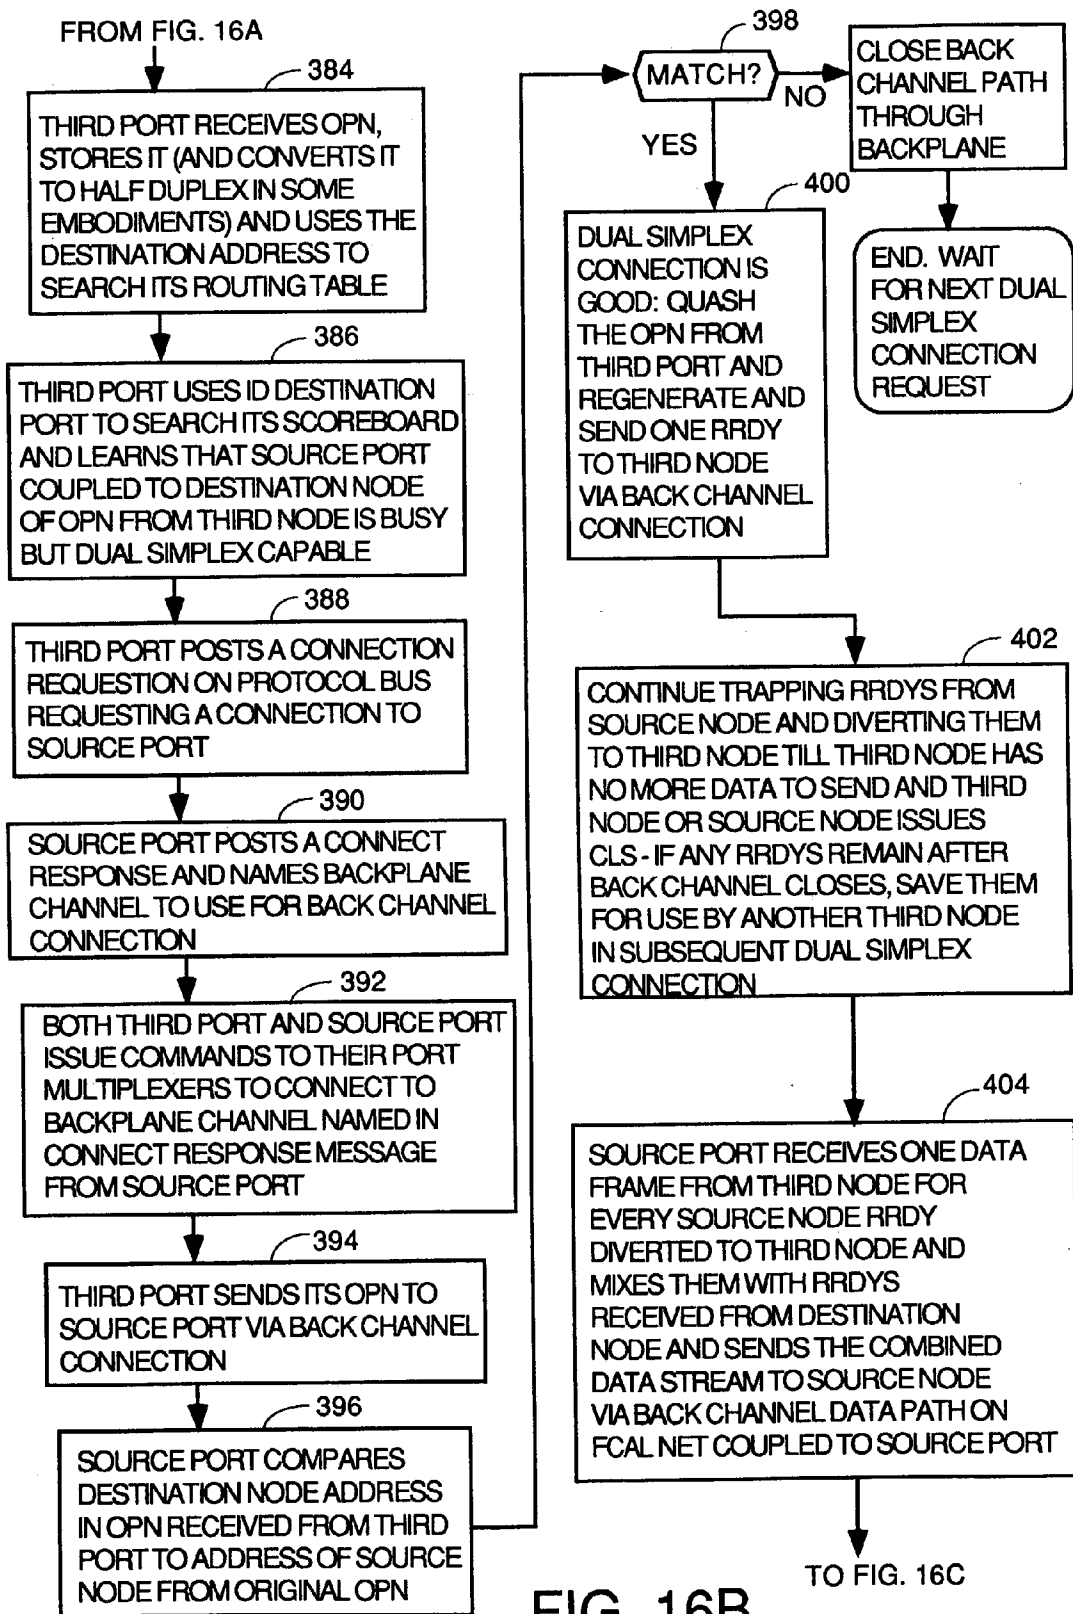 FROM FIG. 16A
384
THIRD PORT RECEIVES OPN,
STORES IT (AND CONVERTS IT
TO HALF DUPLEX IN SOME
EMBODIMENTS) AND USES THE
DESTINATION ADDRESS TO
SEARCH ITS ROUTING TABLE
386
THIRD PORT USES ID DESTINATION
PORT TO SEARCH ITS SCOREBOARD
AND LEARNS THAT SOURCE PORT
COUPLED TO DESTINATION NODE
OF OPN FROM THIRD NODE IS BUSY
BUT DUAL SIMPLEX CAPABLE
388
THIRD PORT POSTS A CONNECTION
REQUESTION ON PROTOCOL BUS
REQUESTING A CONNECTION TO
SOURCE PORT
390
SOURCE PORT POSTS A CONNECT
RESPONSE AND NAMES BACKPLANE
CHANNEL TO USE FOR BACK CHANNEL
CONNECTION
392
BOTH THIRD PORT AND SOURCE PORT
ISSUE COMMANDS TO THEIR PORT
MULTIPLEXERS TO CONNECT TO
BACKPLANE CHANNEL NAMED IN
CONNECT RESPONSE MESSAGE
FROM SOURCE PORT
394
THIRD PORT SENDS ITS OPN TO
SOURCE PORT VIA BACK CHANNEL
CONNECTION
396
SOURCE PORT COMPARES
DESTINATION NODE ADDRESS
IN OPN RECEIVED FROM THIRD
PORT TO ADDRESS OF SOURCE
NODE FROM ORIGINAL OPN
398
MATCH?
NO
YES
CLOSE BACK
CHANNEL PATH
THROUGH
BACKPLANE
END. WAIT
FOR NEXT DUAL
SIMPLEX
CONNECTION
REQUEST
400
DUAL SIMPLEX
CONNECTION IS
GOOD: QUASH
THE OPN FROM
THIRD PORT AND
REGENERATE AND
SEND ONE RRDY
TO THIRD NODE
VIA BACK CHANNEL
CONNECTION
402
CONTINUE TRAPPING RRDYS FROM
SOURCE NODE AND DIVERTING THEM
TO THIRD NODE TILL THIRD NODE HAS
NO MORE DATA TO SEND AND THIRD
NODE OR SOURCE NODE ISSUES
CLS - IF ANY RRDYS REMAIN AFTER
BACK CHANNEL CLOSES, SAVE THEM
FOR USE BY ANOTHER THIRD NODE
IN SUBSEQUENT DUAL SIMPLEX
CONNECTION
404
SOURCE PORT RECEIVES ONE DATA
FRAME FROM THIRD NODE FOR
EVERY SOURCE NODE RRDY
DIVERTED TO THIRD NODE AND
MIXES THEM WITH RRDYS
RECEIVED FROM DESTINATION
NODE AND SENDS THE COMBINED
DATA STREAM TO SOURCE NODE
VIA BACK CHANNEL DATA PATH ON
FCAL NET COUPLED TO SOURCE PORT
TO FIG. 16C
FIG. 16B